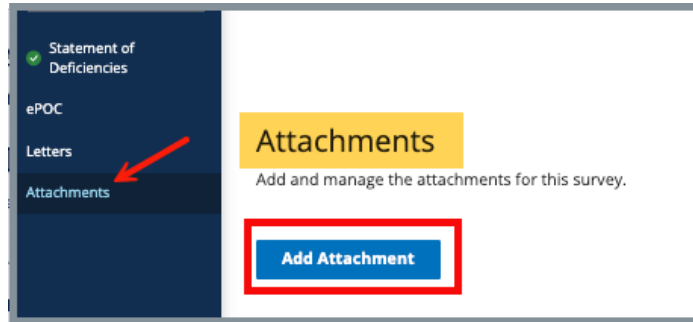 Statement of
Deficiencies
ePOC
Letters
Attachments
Attachments
Add and manage the attachments for this survey.
Add Attachment